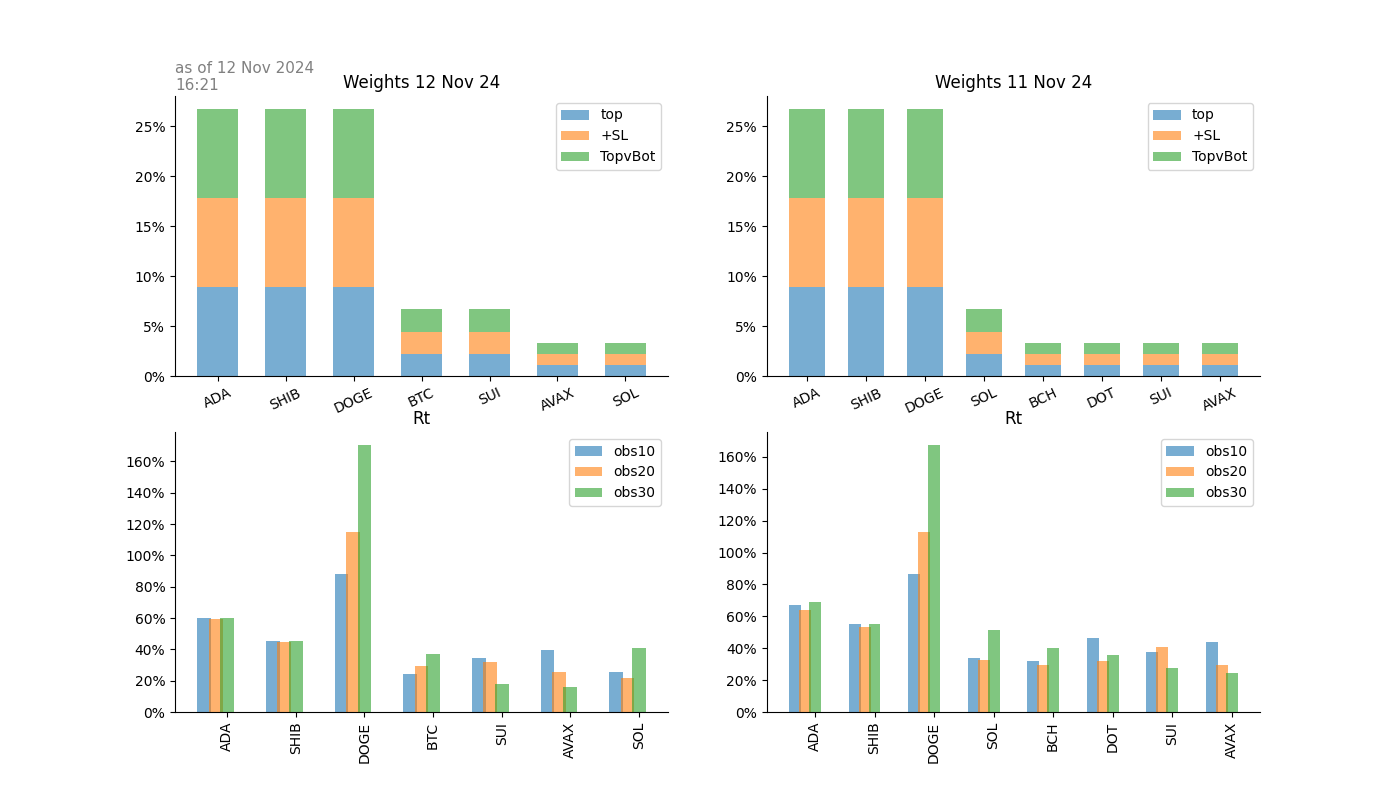 as of 12 Nov 2024
16:21
Weights 12 Nov 24
25%
20%
15%
10%
5%
0%
top
+SL
TopvBot
ADA SHIB DOGE BTC SUI AVAX SOL
Weights 11 Nov 24
25%
20%
15%
10%
5%
0%
top
+SL
TopvBot
ADA SHIB DOGE SOL BCH DOT SUI AVAX
Rt
160%
140%
120%
100%
80%
60%
40%
20%
0%
obs10
obs20
obs30
ADA SHIB DOGE BTC SUI AVAX SOL
Rt
160%
140%
120%
100%
80%
60%
40%
20%
0%
obs10
obs20
obs30
ADA SHIB DOGE SOL BCH DOT SUI AVAX